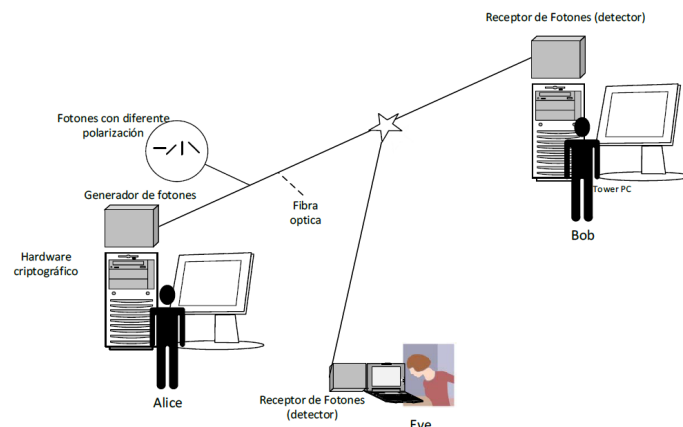 Receptor de Fotones (detector)
Fotones con diferente
polarización
Generador de fotones
Fibra
optica
Tower PC
Bob
Hardware
criptográfico
Alice
Receptor de Fotones
(detector)
Eve